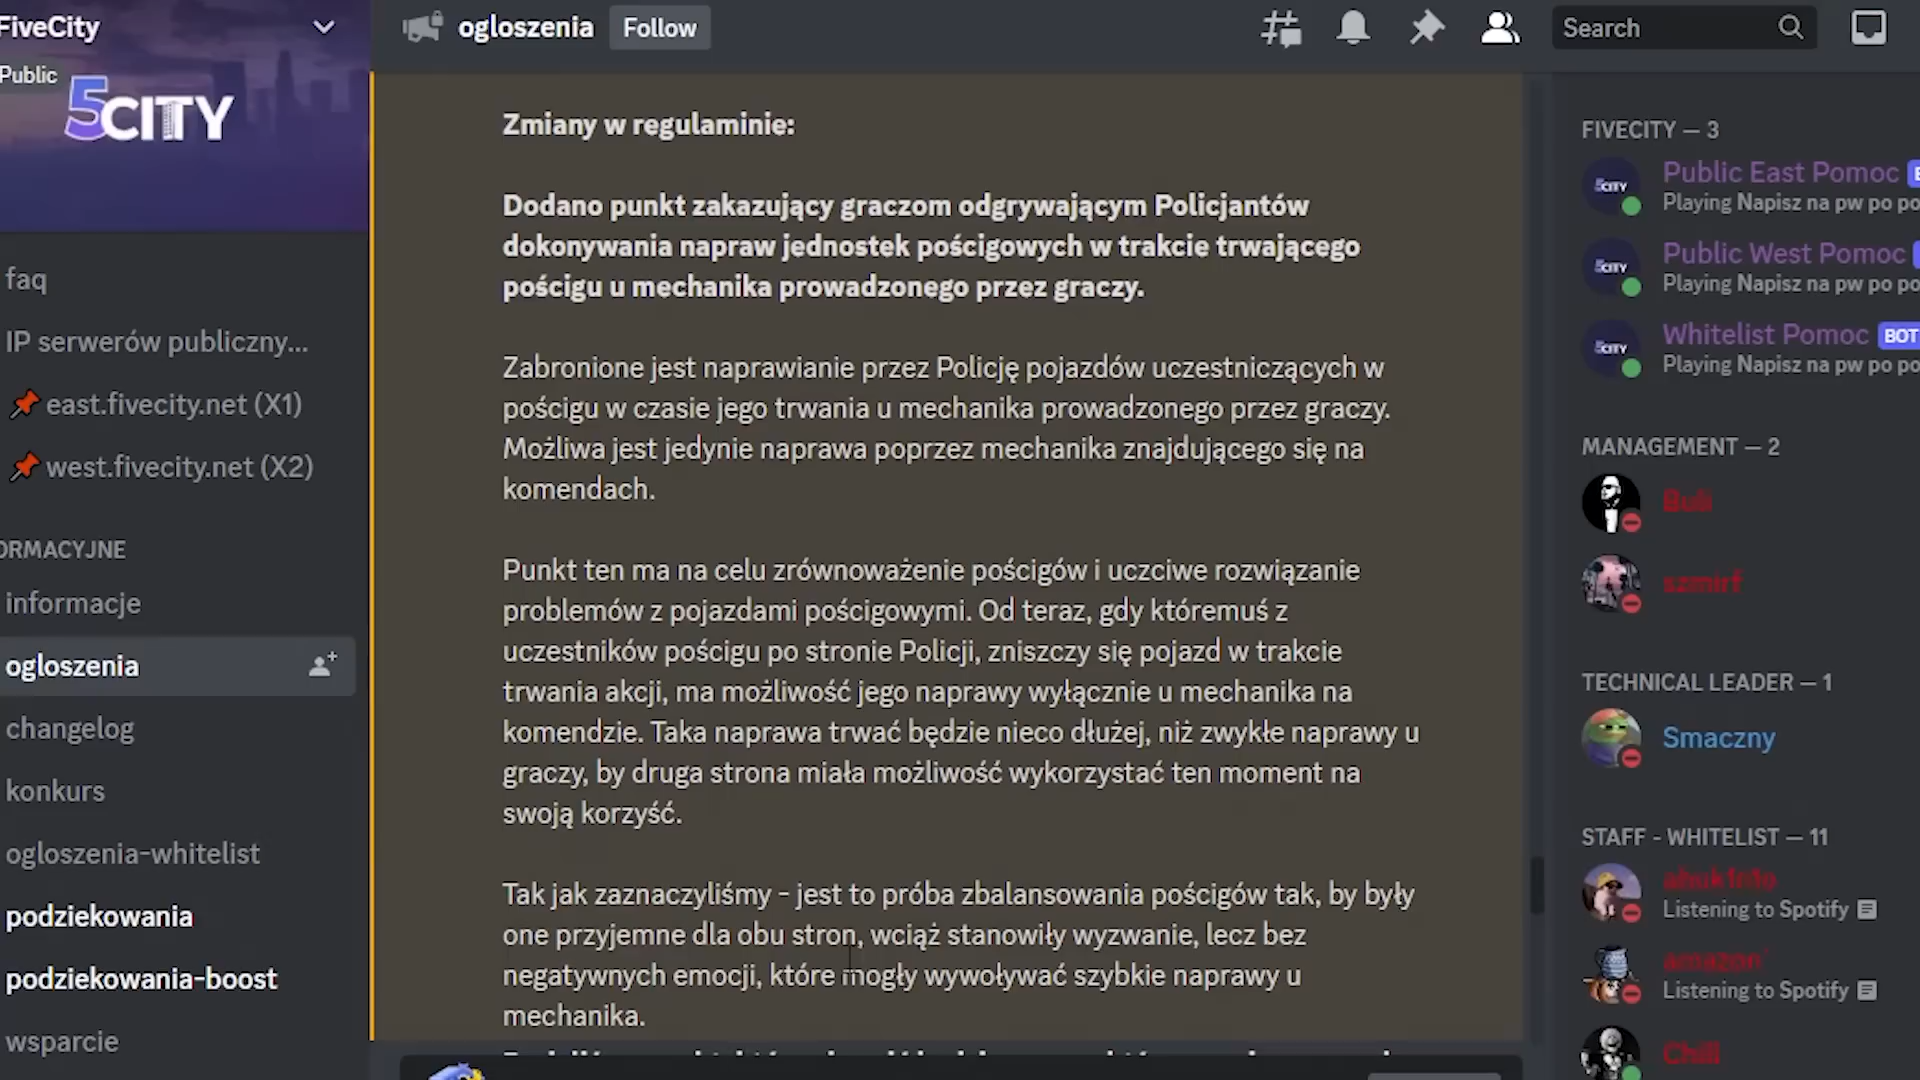 FiveCity
Public
5CITY
faq
IP serwerów publiczny...
east.fivecity.net (X1)
west.fivecity.net (X2)
ORMACYJNE
informacje
ogloszenia
changelog
konkurs
ogloszenia-whitelist
podziekowania
podziekowania-boost
wsparcie
ogloszenia
Follow
Search
Zmiany w regulaminie:
Dodano punkt zakazujący graczom odgrywającym Policjantów
dokonywania napraw jednostek pościgowych w trakcie trwającego
pościgu u mechanika prowadzonego przez graczy.
Zabronione jest naprawianie przez Policję pojazdów uczestniczących w
pościgu w czasie jego trwania u mechanika prowadzonego przez graczy.
Możliwa jest jedynie naprawa poprzez mechanika znajdującego się na
komendach.
Punkt ten ma na celu zrównoważenie pościgów i uczciwe rozwiązanie
problemów z pojazdami pościgowymi. Od teraz, gdy któremuś z
uczestników pościgu po stronie Policji, zniszczy się pojazd w trakcie
trwania akcji, ma możliwość jego naprawy wyłącznie u mechanika na
komendzie. Taka naprawa trwać będzie nieco dłużej, niż zwykłe naprawy u
graczy, by druga strona miała możliwość wykorzystać ten moment na
swoją korzyść.
Tak jak zaznaczyliśmy - jest to próba zbalansowania pościgów tak, by były
one przyjemne dla obu stron, wciąż stanowiły wyzwanie, lecz bez
negatywnych emocji, które mogły wywoływać szybkie naprawy u
mechanika.
FIVECITY — 3
5CITY
Public East Pomoc
Playing Napisz na pw po po
5CITY
Public West Pomoc
Playing Napisz na pw po po
5CITY
Whitelist Pomoc BOT
Playing Napisz na pw po po
MANAGEMENT — 2
Buli
szmirf
TECHNICAL LEADER — 1
Smaczny
STAFF - WHITELIST — 11
Listening to Spotify
amazon
Listening to Spotify
Chill